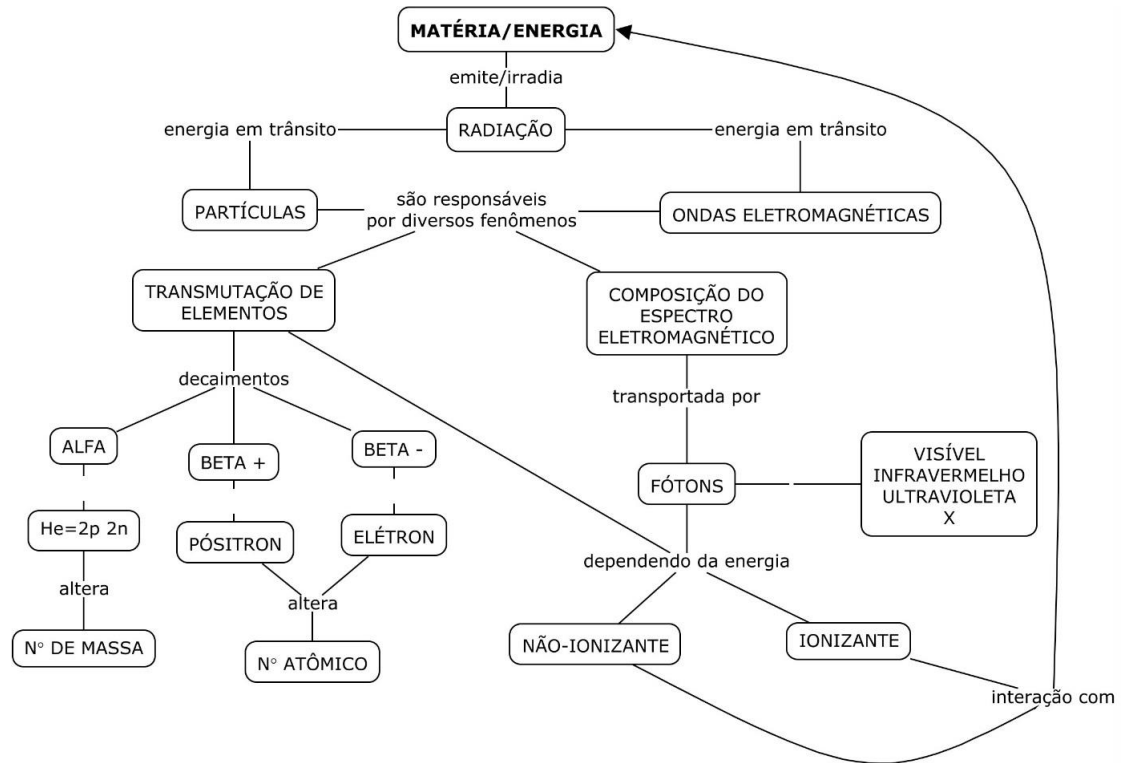 MATÉRIA/ENERGIA
emite/irradia
energia em trânsito
RADIAÇÃO
energia em trânsito
PARTÍCULAS
são responsáveis
por diversos fenômenos
ONDAS ELETROMAGNÉTICAS
TRANSMUTAÇÃO DE
ELEMENTOS
COMPOSIÇÃO DO
ESPECTRO
ELETROMAGNÉTICO
decaimentos
transportada por
ALFA
BETA +
BETA -
FÓTONS
VISÍVEL
INFRAVERMELHO
ULTRAVIOLETA
X
He=2p 2n
PÓSITRON
ELÉTRON
dependendo da energia
altera
altera
Nº DE MASSA
Nº ATÔMICO
NÃO-IONIZANTE
IONIZANTE
interação com